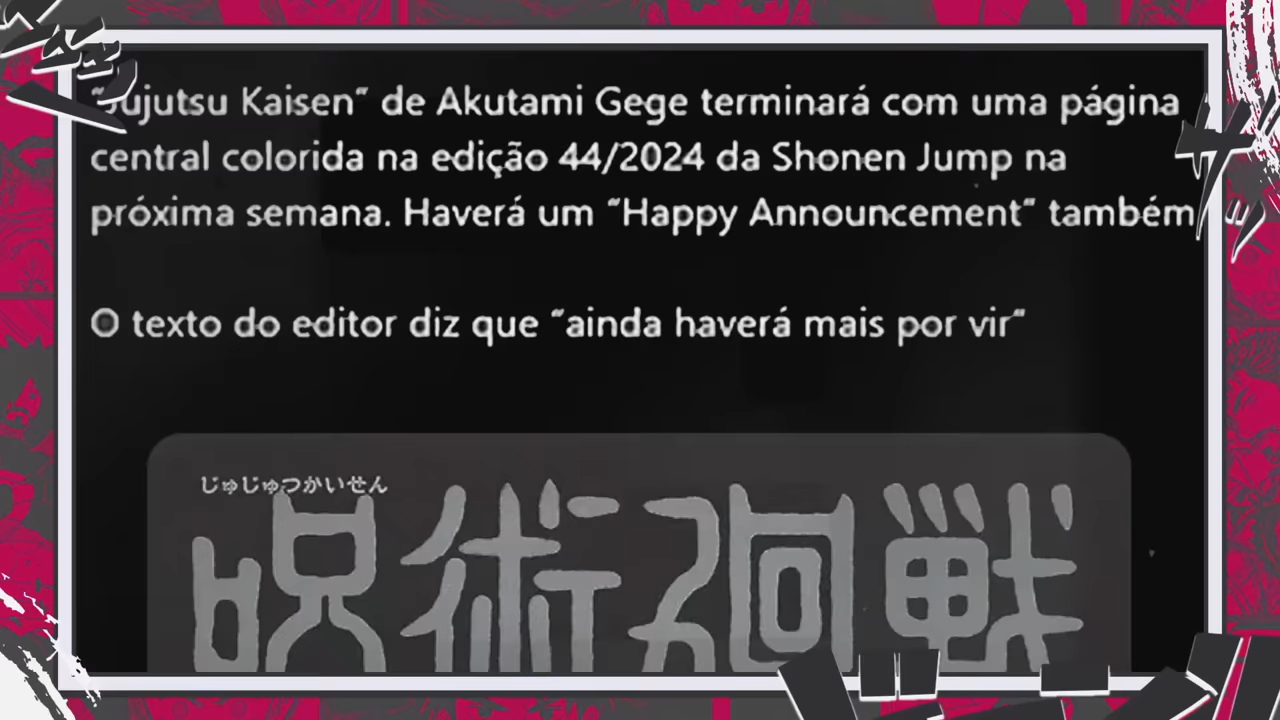 “Jujutsu Kaisen” de Akutami Gege terminará com uma página
central colorida na edição 44/2024 da Shonen Jump na
próxima semana. Haverá um “Happy Announcement” também
O texto do editor diz que “ainda haverá mais por vir”
じゅじゅつかいせん
呪術廻戦